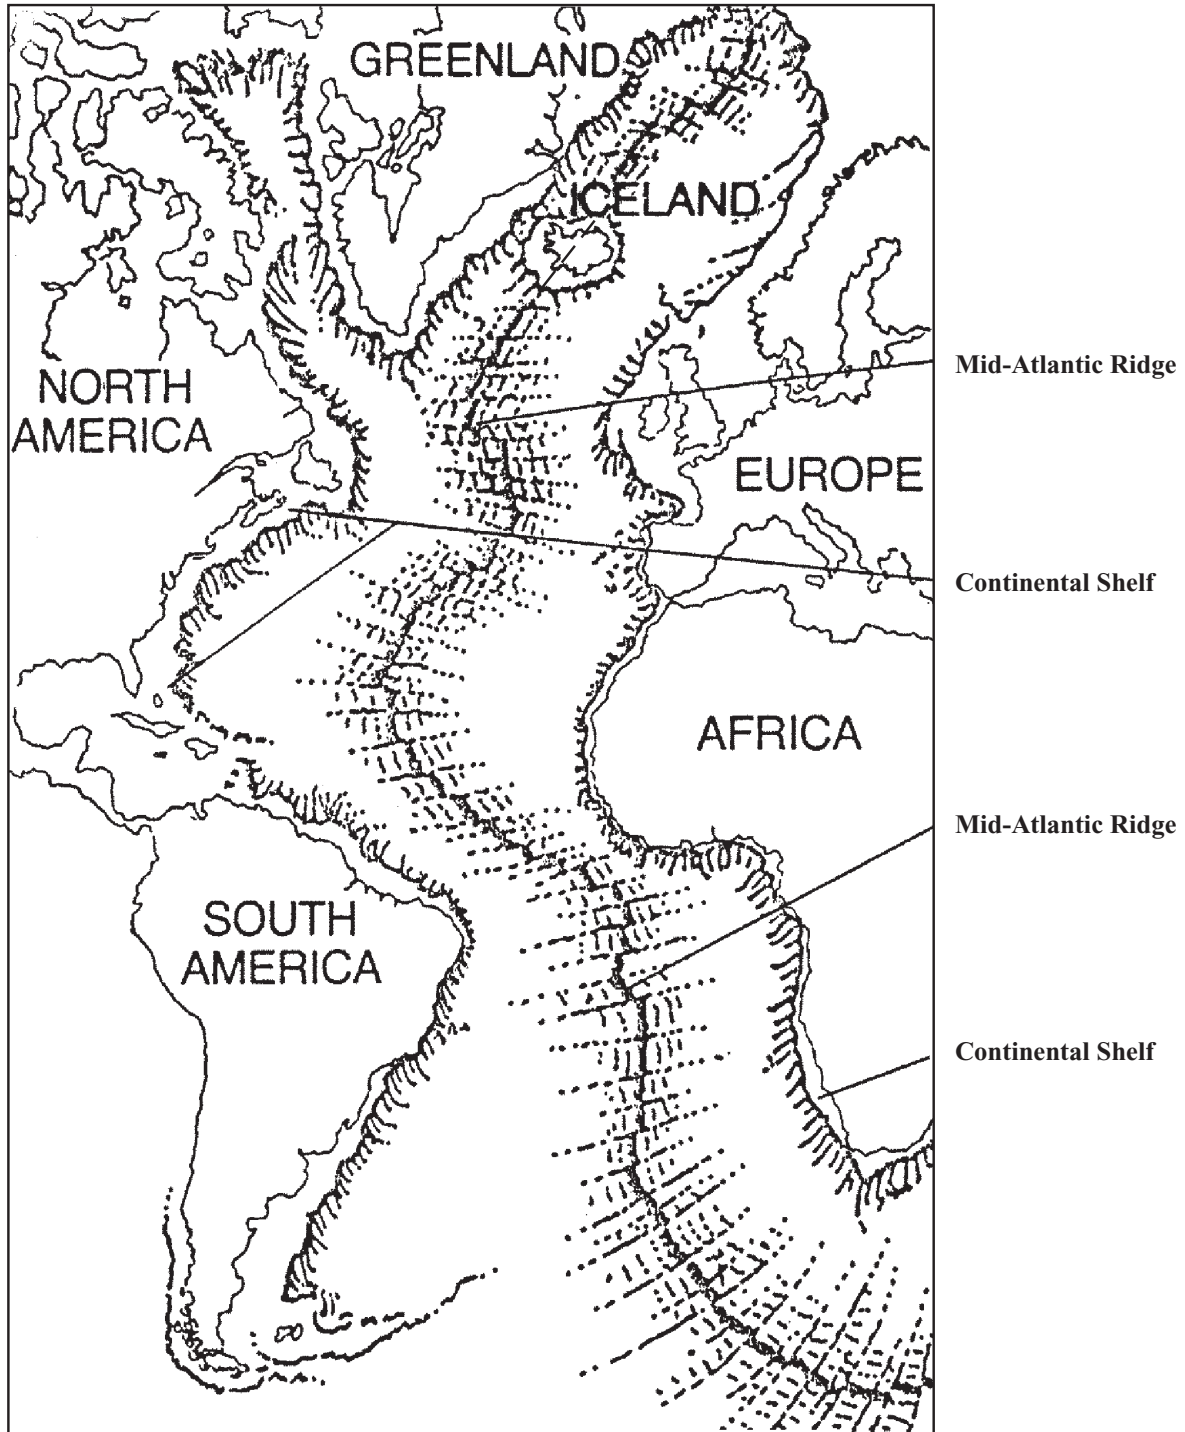 GREENLAND
ICELAND
NORTH
AMERICA
Mid-Atlantic Ridge
EUROPE
Continental Shelf
AFRICA
Mid-Atlantic Ridge
SOUTH
AMERICA
Continental Shelf